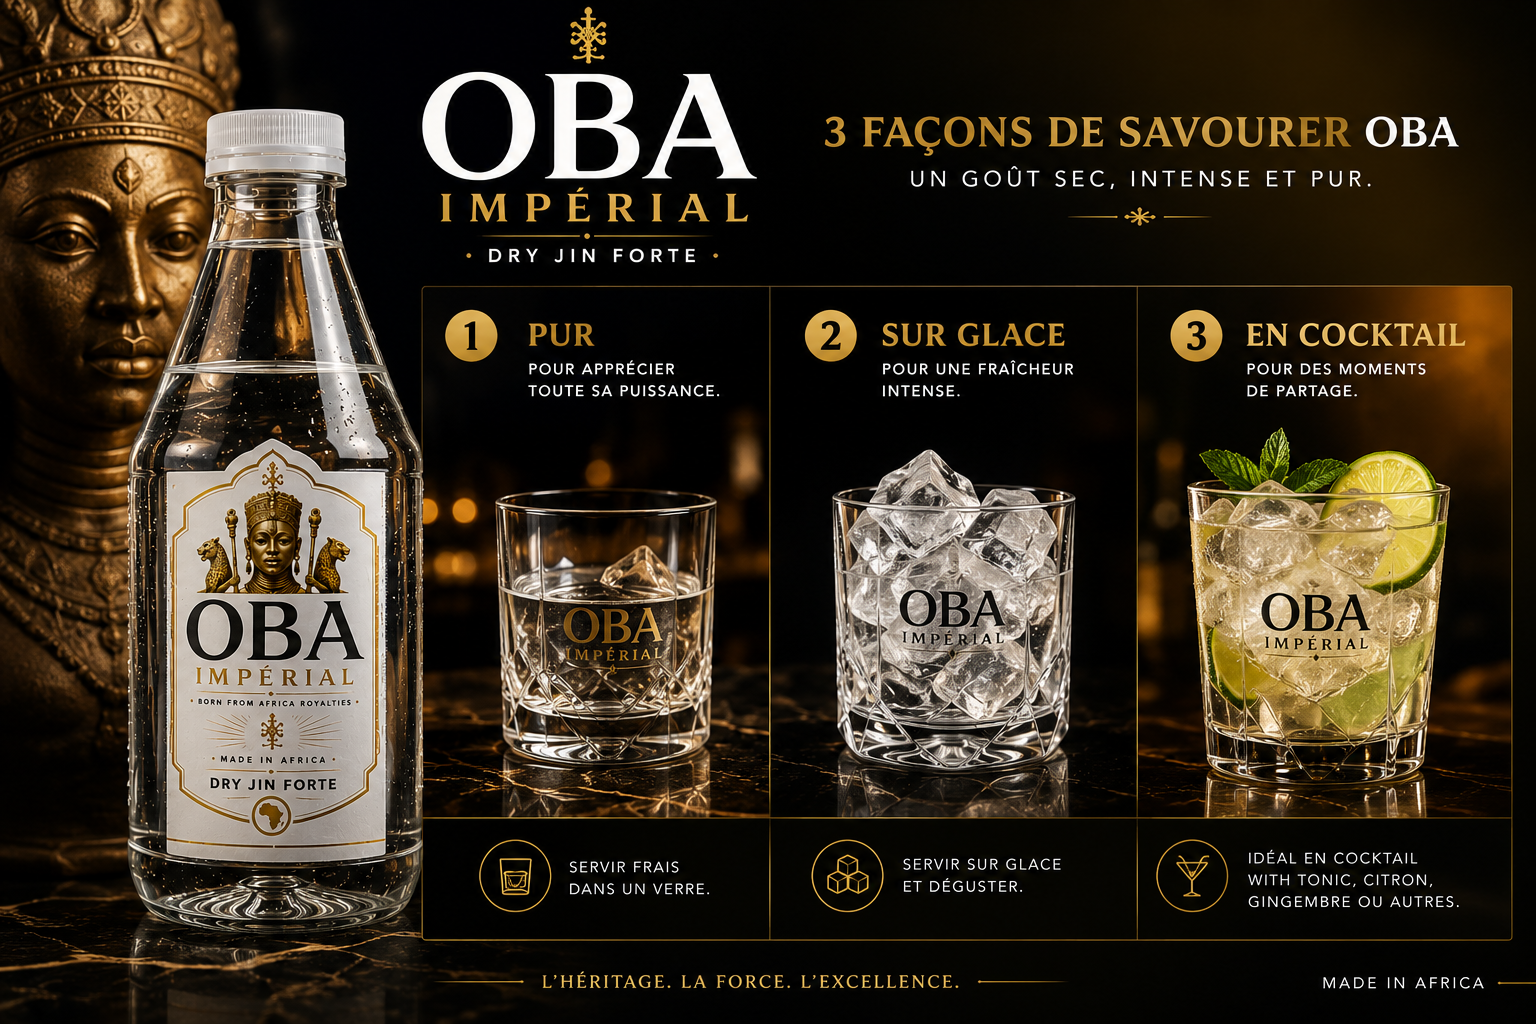 OBA
IMPÉRIAL
• DRY JIN FORTE •
3 FAÇONS DE SAVOURER OBA
UN GOÛT SEC, INTENSE ET PUR.
1 PUR
POUR APPRÉCIER
TOUTE SA PUISSANCE.
2 SUR GLACE
POUR UNE FRAÎCHEUR
INTENSE.
3 EN COCKTAIL
POUR DES MOMENTS
DE PARTAGE.
OBA
IMPÉRIAL
• BORN FROM AFRICA ROYALTIES •
• MADE IN AFRICA •
DRY JIN FORTE
OBA
IMPÉRIAL
OBA
IMPÉRIAL
OBA
IMPÉRIAL
SERVIR FRAIS
DANS UN VERRE.
SERVIR SUR GLACE
ET DÉGUSTER.
IDÉAL EN COCKTAIL
WITH TONIC, CITRON,
GINGEMBRE OU AUTRES.
L'HÉRITAGE. LA FORCE. L'EXCELLENCE.
MADE IN AFRICA